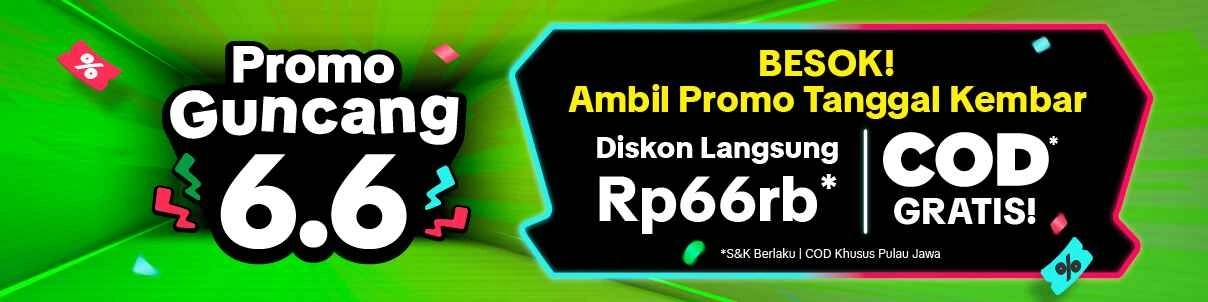 Promo
Guncang
6.6
BESOK!
Ambil Promo Tanggal Kembar
Diskon Langsung
Rp66rb*
COD*
GRATIS!
*S&K Berlaku | COD Khusus Pulau Jawa
%
%